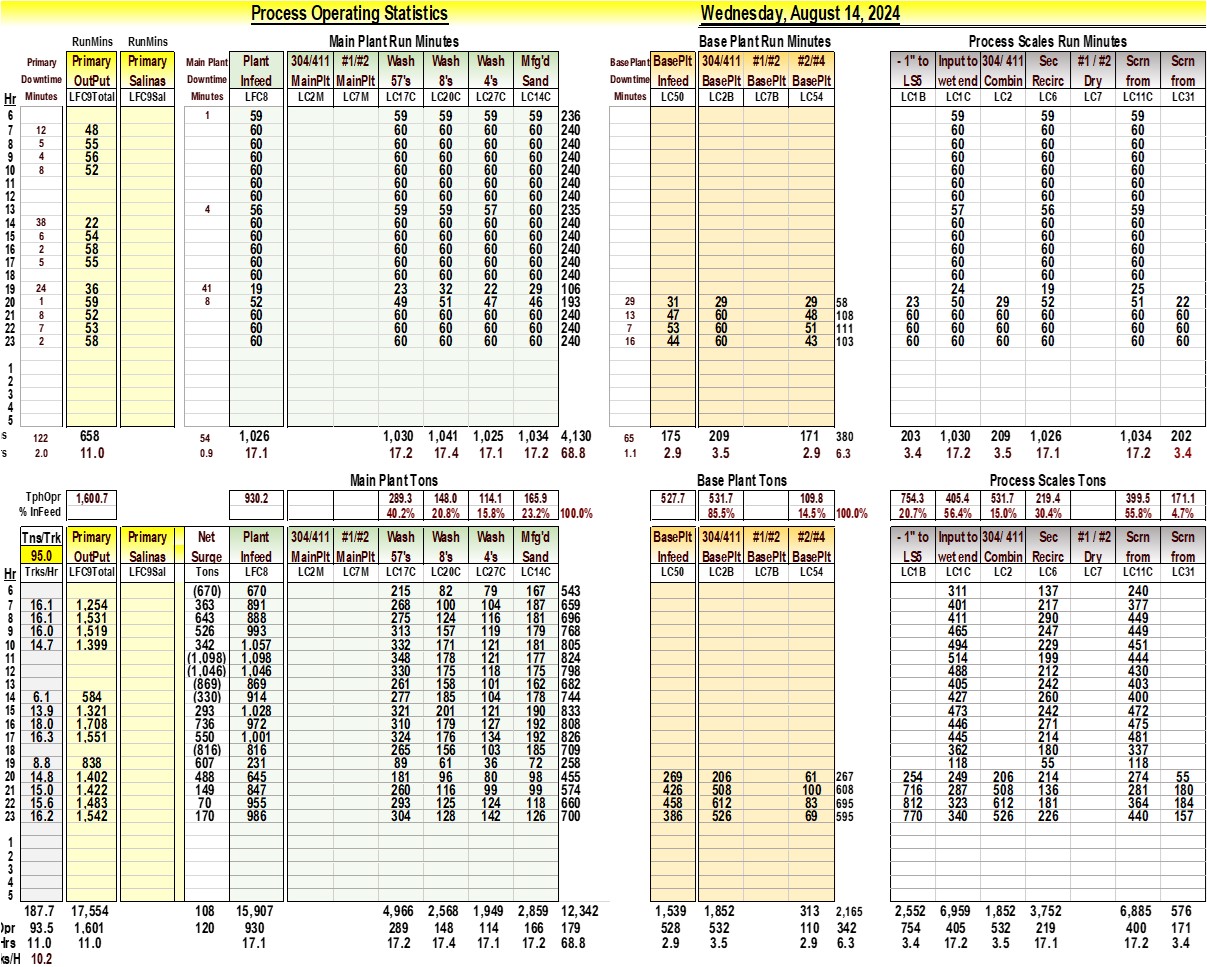 Process Operating Statistics Wednesday, August 14, 2024
RunMins RunMins Main Plant Run Minutes Base Plant Run Minutes Process Scales Run Minutes
Primary Primary Primary Main Plant Plant 304/411 #1/#2 Wash Wash Wash Mfg'd BasePlant BasePlt 304/411 #1/#2 #2/#4 - 1" to Input to 304/ 411 Sec #1 / #2 Scrn Scrn
Downtime OutPut Salinas Downtime Infeed MainPlt MainPlt 57's 8's 4's Sand Downtime Infeed BasePlt BasePlt BasePlt LS5 wet end Combin Recirc Dry from from
Hr Minutes LFC9Total LFC9Sal Minutes LFC8 LC2M LC7M LC17C LC20C LC27C LC14C Minutes LC50 LC2B LC7B LC54 LC1B LC1C LC2 LC6 LC7 LC11C LC31
6 1 59 59 59 59 59 236 59 59 59
7 12 48 60 60 60 60 60 240 60 60 60
8 5 55 60 60 60 60 60 240 60 60 60
9 4 56 60 60 60 60 60 240 60 60 60
10 8 52 60 60 60 60 60 240 60 60 60
11 60 60 60 60 60 240 60 60 60
12 60 60 60 60 60 240 60 60 60
13 4 56 59 59 57 60 235 57 56 59
14 38 22 60 60 60 60 60 240 60 60 60
15 6 54 60 60 60 60 60 240 60 60 60
16 2 58 60 60 60 60 60 240 60 60 60
17 5 55 60 60 60 60 60 240 60 60 60
18 60 60 60 60 60 240 60 60 60
19 24 36 41 19 23 32 22 29 106 24 19 25
20 1 59 8 52 49 51 47 46 193 29 31 29 29 58 23 50 29 52 51 22
21 8 52 60 60 60 60 60 240 13 47 60 48 108 60 60 60 60 60 60
22 7 53 60 60 60 60 60 240 7 53 60 51 111 60 60 60 60 60 60
23 2 58 60 60 60 60 60 240 16 44 60 43 103 60 60 60 60 60 60
1
2
3
4
5
s 122 658 54 1,026 1,030 1,041 1,025 1,034 4,130 65 175 209 171 380 203 1,030 209 1,026 1,034 202
's 2.0 11.0 0.9 17.1 17.2 17.4 17.1 17.2 68.8 1.1 2.9 3.5 2.9 6.3 3.4 17.2 3.5 17.1 17.2 3.4
Main Plant Tons Base Plant Tons Process Scales Tons
TphOpr 1,600.7 930.2 289.3 148.0 114.1 165.9 527.7 531.7 109.8 754.3 405.4 531.7 219.4 399.5 171.1
% InFeed 40.2% 20.8% 15.8% 23.2% 100.0% 85.5% 14.5% 100.0% 20.7% 56.4% 15.0% 30.4% 55.8% 4.7%
Tns/Trk Primary Primary Net Plant 304/411 #1/#2 Wash Wash Wash Mfg'd BasePlt 304/411 #1/#2 #2/#4 - 1" to Input to 304/ 411 Sec #1 / #2 Scrn Scrn
95.0 OutPut Salinas Surge Infeed MainPlt MainPlt 57's 8's 4's Sand Infeed BasePlt BasePlt BasePlt LS5 wet end Combin Recirc Dry from from
Hr Trks/Hr LFC9Total LFC9Sal Tons LFC8 LC2M LC7M LC17C LC20C LC27C LC14C LC50 LC2B LC7B LC54 LC1B LC1C LC2 LC6 LC7 LC11C LC31
6 (670) 670 215 82 79 167 543 311 137 240
7 16.1 1,254 363 891 268 100 104 187 659 401 217 377
8 16.1 1,531 643 888 275 124 116 181 696 411 290 449
9 16.0 1,519 526 993 313 157 119 179 768 465 247 449
10 14.7 1,399 342 1,057 332 171 121 181 805 494 229 451
11 (1,098) 1,098 348 178 121 177 824 514 199 444
12 (1,046) 1,046 330 175 118 175 798 488 212 430
13 (869) 869 261 158 101 162 682 405 242 403
14 6.1 584 (330) 914 277 185 104 178 744 427 260 400
15 13.9 1,321 293 1,028 321 201 121 190 833 473 242 472
16 18.0 1,708 736 972 310 179 127 192 808 446 271 475
17 16.3 1,551 550 1,001 324 176 134 192 826 445 214 481
18 (816) 816 265 156 103 185 709 362 180 337
19 8.8 838 607 231 89 61 36 72 258 118 55 118
20 14.8 1,402 488 645 181 96 80 98 455 269 206 61 267 254 249 206 214 274 55
21 15.0 1,422 149 847 260 116 99 99 574 426 508 100 608 716 287 508 136 281 180
22 15.6 1,483 70 955 293 125 124 118 660 458 612 83 695 812 323 612 181 364 184
23 16.2 1,542 170 986 304 128 142 126 700 386 526 69 595 770 340 526 226 440 157
1
2
3
4
5
187.7 17,554 108 15,907 4,966 2,568 1,949 2,859 12,342 1,539 1,852 313 2,165 2,552 6,959 1,852 3,752 6,885 576
Opr 93.5 1,601 120 930 289 148 114 166 179 528 532 110 342 754 405 532 219 400 171
Hrs 11.0 11.0 17.1 17.2 17.4 17.1 17.2 68.8 2.9 3.5 2.9 6.3 3.4 17.2 3.5 17.1 17.2 3.4
ks/H 10.2